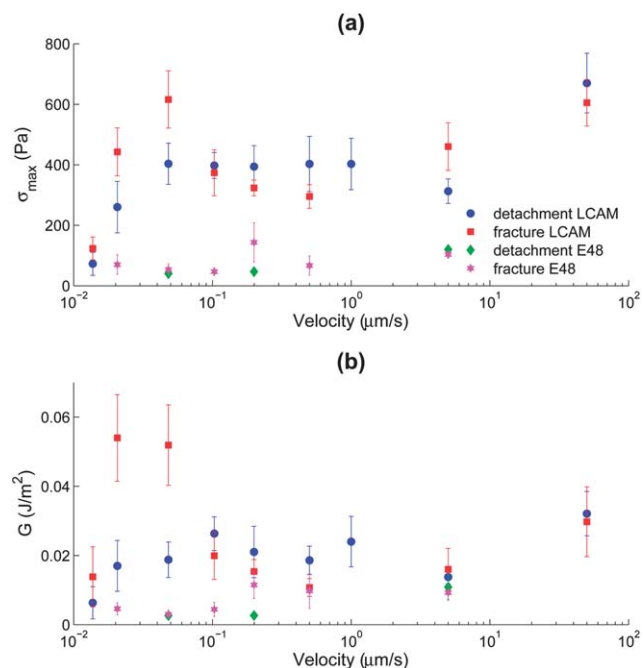 (a)
800
600
400
200
0
σmax (Pa)
detachment LCAM
fracture LCAM
detachment E48
fracture E48
10⁻² 10⁻¹ 10⁰ 10¹ 10²
Velocity (μm/s)
(b)
0.06
0.04
0.02
0
G (J/m²)
10⁻² 10⁻¹ 10⁰ 10¹ 10²
Velocity (μm/s)